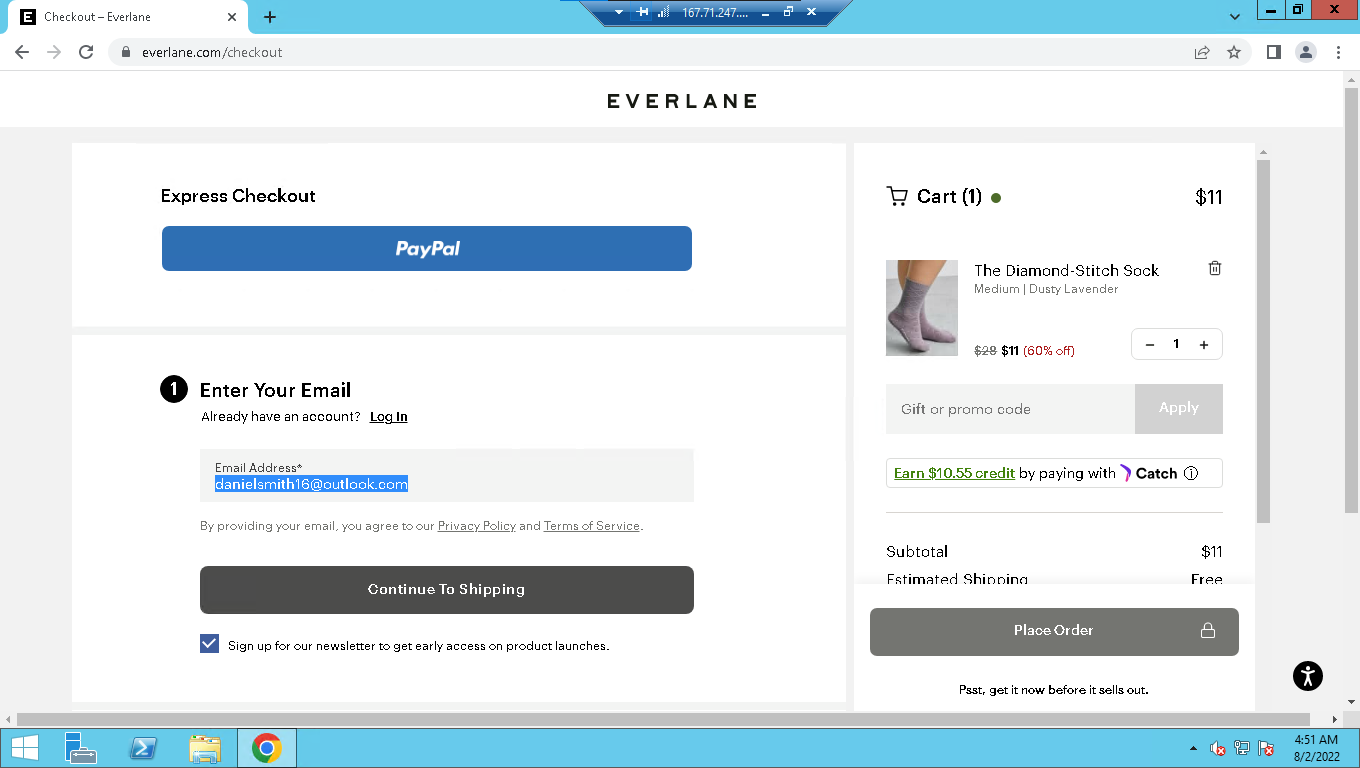 Checkout – Everlane
167.71.247....
everlane.com/checkout
EVERLANE
Express Checkout
PayPal
1 Enter Your Email
Already have an account? Log In
Email Address*
danielsmith16@outlook.com
By providing your email, you agree to our Privacy Policy and Terms of Service.
Continue To Shipping
Sign up for our newsletter to get early access on product launches.
Cart (1) $11
The Diamond-Stitch Sock
Medium | Dusty Lavender
$28 $11 (60% off)
− 1 +
Gift or promo code Apply
Earn $10.55 credit by paying with Catch
Subtotal $11
Estimated Shipping Free
Place Order
Psst, get it now before it sells out.
4:51 AM
8/2/2022